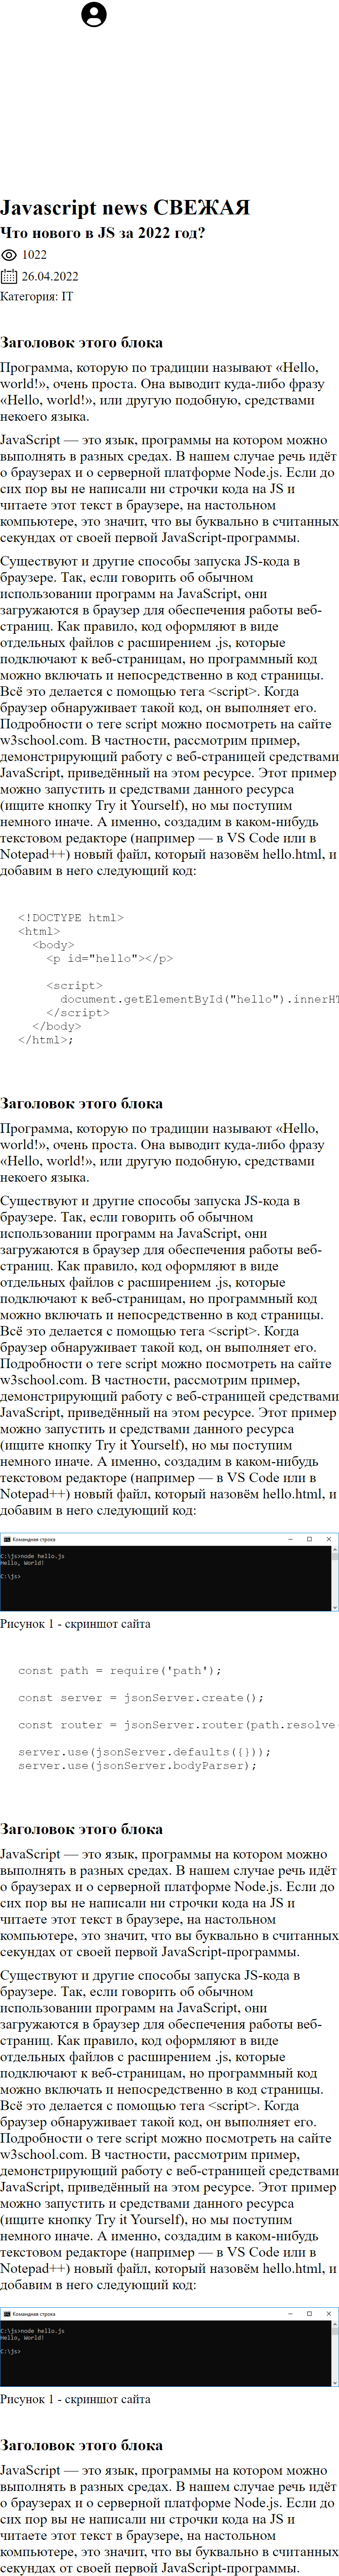 Javascript news СВЕЖАЯ
Что нового в JS за 2022 год?
1022
26.04.2022
Категория: IT
Заголовок этого блока
Программа, которую по традиции называют «Hello,
world!», очень проста. Она выводит куда-либо фразу
«Hello, world!», или другую подобную, средствами
некоего языка.
JavaScript — это язык, программы на котором можно
выполнять в разных средах. В нашем случае речь идёт
о браузерах и о серверной платформе Node.js. Если до
сих пор вы не написали ни строчки кода на JS и
читаете этот текст в браузере, на настольном
компьютере, это значит, что вы буквально в считанных
секундах от своей первой JavaScript-программы.
Существуют и другие способы запуска JS-кода в
браузере. Так, если говорить об обычном
использовании программ на JavaScript, они
загружаются в браузер для обеспечения работы веб-
страниц. Как правило, код оформляют в виде
отдельных файлов с расширением .js, которые
подключают к веб-страницам, но программный код
можно включать и непосредственно в код страницы.
Всё это делается с помощью тега <script>. Когда
браузер обнаруживает такой код, он выполняет его.
Подробности о теге script можно посмотреть на сайте
w3school.com. В частности, рассмотрим пример,
демонстрирующий работу с веб-страницей средствами
JavaScript, приведённый на этом ресурсе. Этот пример
можно запустить и средствами данного ресурса
(ищите кнопку Try it Yourself), но мы поступим
немного иначе. А именно, создадим в каком-нибудь
текстовом редакторе (например — в VS Code или в
Notepad++) новый файл, который назовём hello.html, и
добавим в него следующий код:
<!DOCTYPE html>
<html>
<body>
<p id="hello"></p>
<script>
document.getElementById("hello").innerHT
</script>
</body>
</html>;
Заголовок этого блока
Программа, которую по традиции называют «Hello,
world!», очень проста. Она выводит куда-либо фразу
«Hello, world!», или другую подобную, средствами
некоего языка.
Существуют и другие способы запуска JS-кода в
браузере. Так, если говорить об обычном
использовании программ на JavaScript, они
загружаются в браузер для обеспечения работы веб-
страниц. Как правило, код оформляют в виде
отдельных файлов с расширением .js, которые
подключают к веб-страницам, но программный код
можно включать и непосредственно в код страницы.
Всё это делается с помощью тега <script>. Когда
браузер обнаруживает такой код, он выполняет его.
Подробности о теге script можно посмотреть на сайте
w3school.com. В частности, рассмотрим пример,
демонстрирующий работу с веб-страницей средствами
JavaScript, приведённый на этом ресурсе. Этот пример
можно запустить и средствами данного ресурса
(ищите кнопку Try it Yourself), но мы поступим
немного иначе. А именно, создадим в каком-нибудь
текстовом редакторе (например — в VS Code или в
Notepad++) новый файл, который назовём hello.html, и
добавим в него следующий код:
Командная строка
C:\js>node hello.js
Hello, World!
C:\js>
Рисунок 1 - скриншот сайта
const path = require('path');
const server = jsonServer.create();
const router = jsonServer.router(path.resolve(
server.use(jsonServer.defaults({}));
server.use(jsonServer.bodyParser);
Заголовок этого блока
JavaScript — это язык, программы на котором можно
выполнять в разных средах. В нашем случае речь идёт
о браузерах и о серверной платформе Node.js. Если до
сих пор вы не написали ни строчки кода на JS и
читаете этот текст в браузере, на настольном
компьютере, это значит, что вы буквально в считанных
секундах от своей первой JavaScript-программы.
Существуют и другие способы запуска JS-кода в
браузере. Так, если говорить об обычном
использовании программ на JavaScript, они
загружаются в браузер для обеспечения работы веб-
страниц. Как правило, код оформляют в виде
отдельных файлов с расширением .js, которые
подключают к веб-страницам, но программный код
можно включать и непосредственно в код страницы.
Всё это делается с помощью тега <script>. Когда
браузер обнаруживает такой код, он выполняет его.
Подробности о теге script можно посмотреть на сайте
w3school.com. В частности, рассмотрим пример,
демонстрирующий работу с веб-страницей средствами
JavaScript, приведённый на этом ресурсе. Этот пример
можно запустить и средствами данного ресурса
(ищите кнопку Try it Yourself), но мы поступим
немного иначе. А именно, создадим в каком-нибудь
текстовом редакторе (например — в VS Code или в
Notepad++) новый файл, который назовём hello.html, и
добавим в него следующий код:
Командная строка
C:\js>node hello.js
Hello, World!
C:\js>
Рисунок 1 - скриншот сайта
Заголовок этого блока
JavaScript — это язык, программы на котором можно
выполнять в разных средах. В нашем случае речь идёт
о браузерах и о серверной платформе Node.js. Если до
сих пор вы не написали ни строчки кода на JS и
читаете этот текст в браузере, на настольном
компьютере, это значит, что вы буквально в считанных
секундах от своей первой JavaScript-программы.